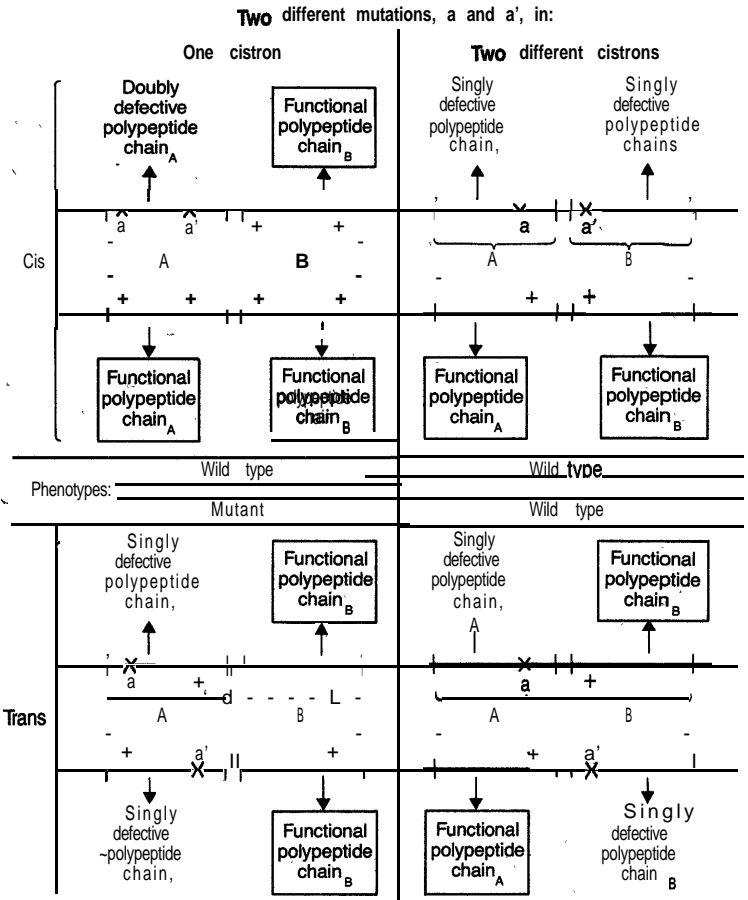 Two different mutations, a and a', in:
One cistron
Two different cistrons
Doubly
defective
polypeptide
chain A
Functional
polypeptide
chain B
Singly
defective
polypeptide
chain,
Singly
defective
polypeptide
chains
a a' + +
a a'
Cis
A B
A B
+ + + +
+ +
Functional
polypeptide
chain A
Functional
polypeptide
chain B
Functional
polypeptide
chain A
Functional
polypeptide
chain B
Wild type
Wild type
Phenotypes:
Mutant
Wild type
Singly
defective
polypeptide
chain,
Functional
polypeptide
chain B
Singly
defective
polypeptide
chain,
A
Functional
polypeptide
chain B
a + d - - - - L -
a +
Trans
A B
A B
+ a' +
+ a'
Singly
defective
~polypeptide
chain,
Functional
polypeptide
chain B
Functional
polypeptide
chain A
Singly
defective
polypeptide
chain B